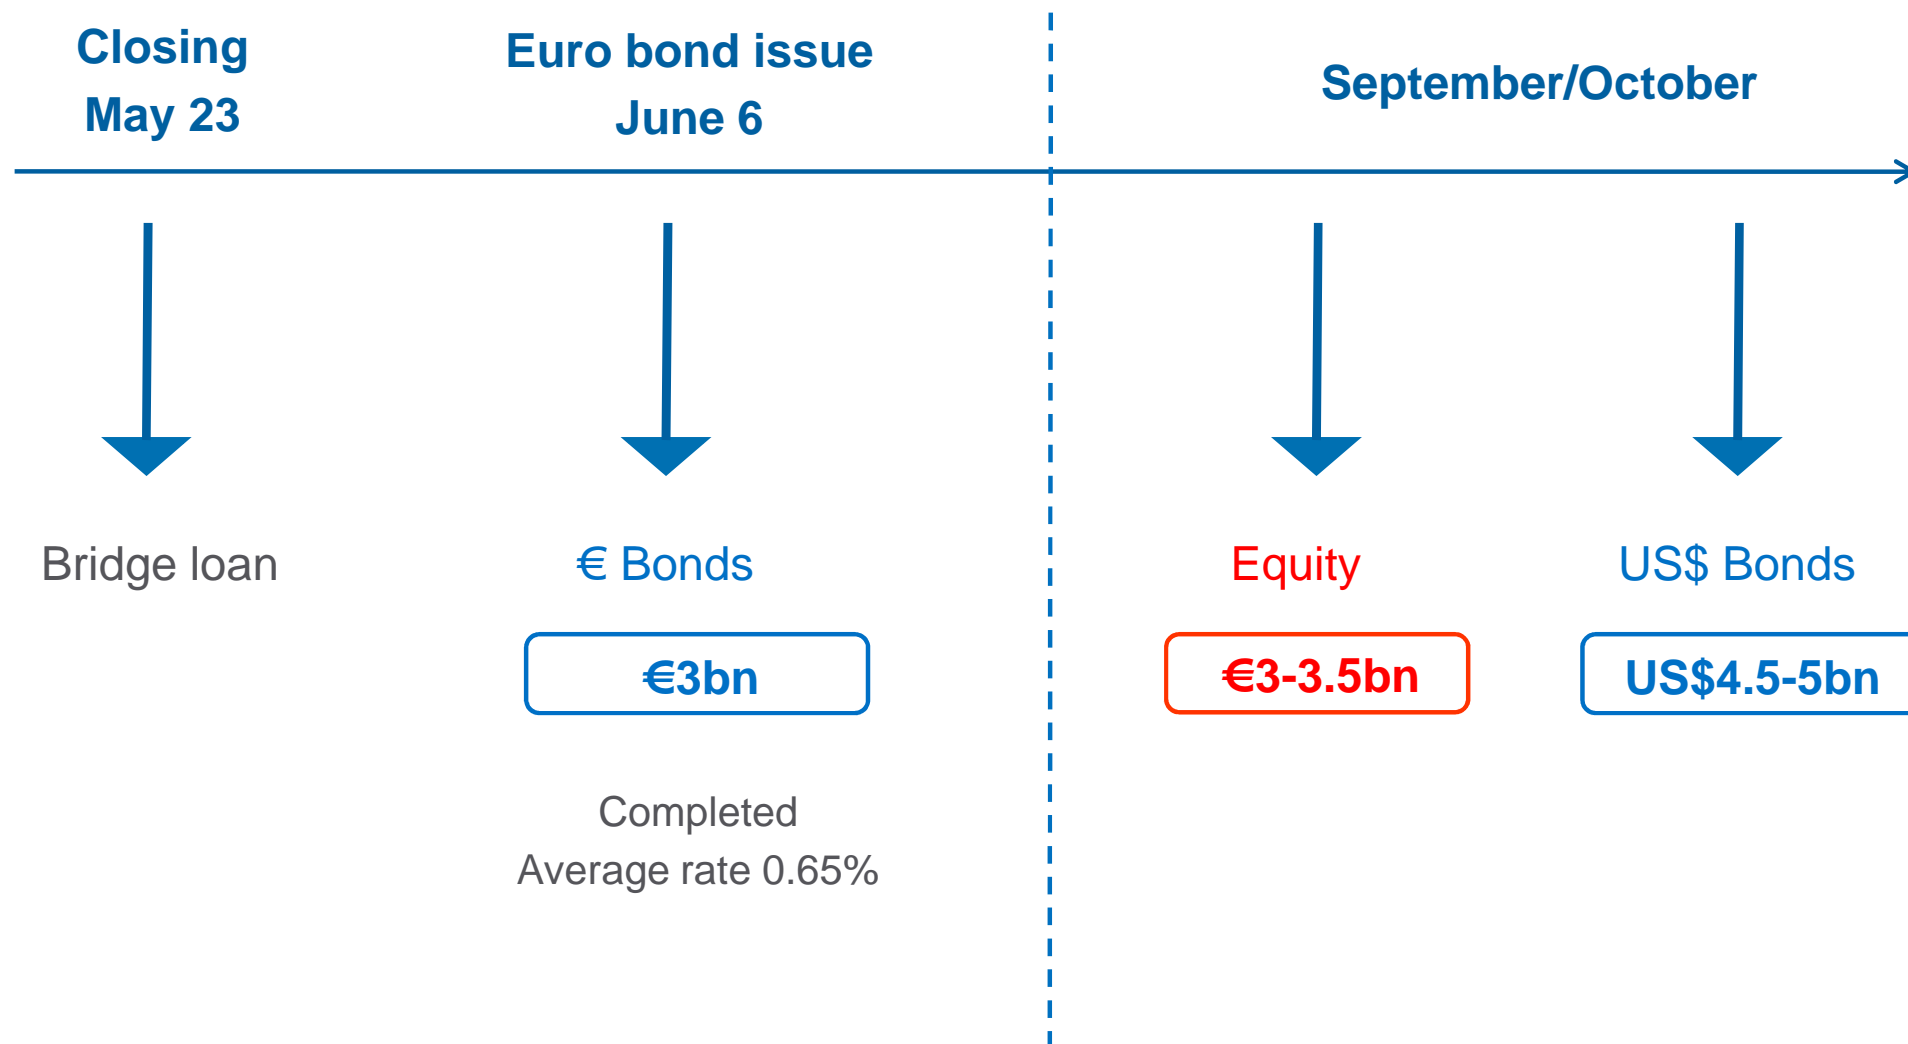 Closing
May 23
Euro bond issue
June 6
September/October
Bridge loan
€ Bonds
Equity
US$ Bonds
€3bn
€3-3.5bn
US$4.5-5bn
Completed
Average rate 0.65%